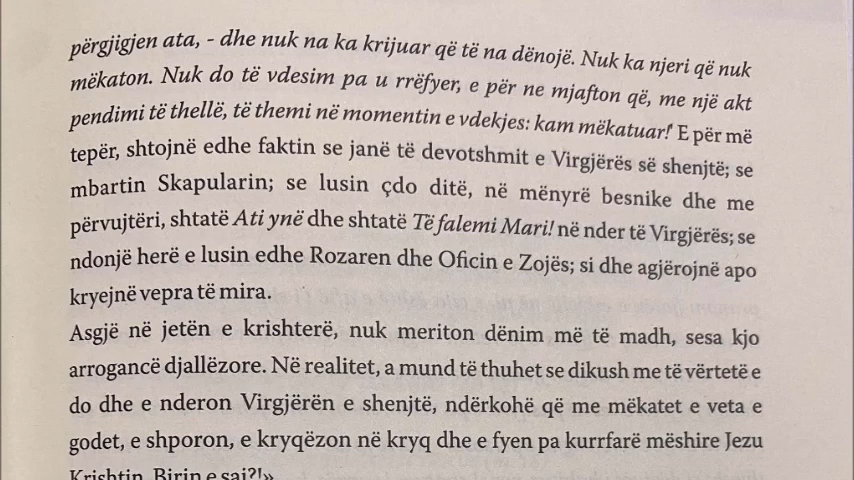 përgjigjen ata, - dhe nuk na ka krijuar që të na dënojë. Nuk ka njeri që nuk
mëkaton. Nuk do të vdesim pa u rrëfyer, e për ne mjafton që, me një akt
pendimi të thellë, të themi në momentin e vdekjes: kam mëkatuar! E për më
tepër, shtojnë edhe faktin se janë të devotshmit e Virgjërës së shenjtë; se
mbartin Skapularin; se lusin çdo ditë, në mënyrë besnike dhe me
përvujtëri, shtatë Ati ynë dhe shtatë Të falemi Mari! në nder të Virgjërës; se
ndonjë herë e lusin edhe Rozaren dhe Oficin e Zojës; si dhe agjërojnë apo
kryejnë vepra të mira.
Asgjë në jetën e krishterë, nuk meriton dënim më të madh, sesa kjo
arrogancë djallëzore. Në realitet, a mund të thuhet se dikush me të vërtetë e
do dhe e nderon Virgjërën e shenjtë, ndërkohë që me mëkatet e veta e
godet, e shporon, e kryqëzon në kryq dhe e fyen pa kurrfarë mëshire Jezu
Krishtin, Birin e saj?!»